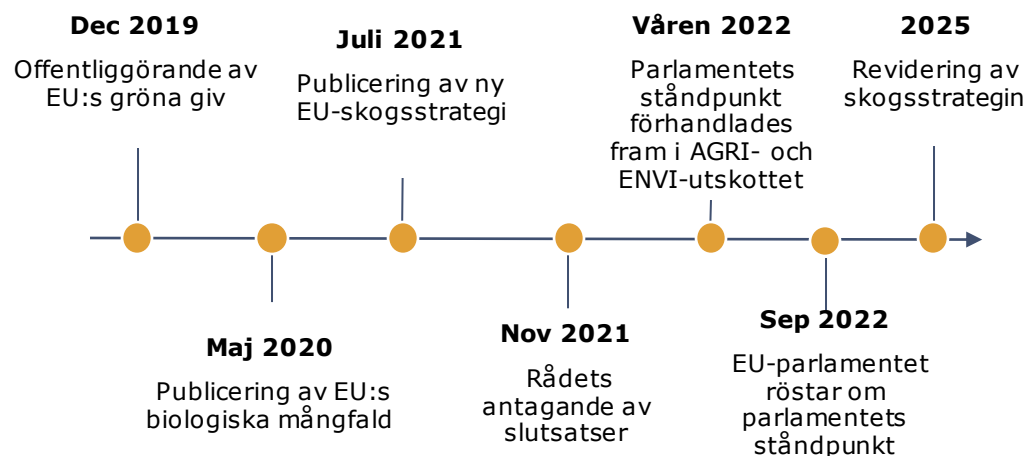 Dec 2019
Offentliggörande av
EU:s gröna giv
Juli 2021
Publicering av ny
EU-skogsstrategi
Våren 2022
Parlamentets
ståndpunkt
förhandlades
fram i AGRI- och
ENVI-utskottet
2025
Revidering av
skogsstrategin
Maj 2020
Publicering av EU:s
biologiska mångfald
Nov 2021
Rådets
antagande av
slutsatser
Sep 2022
EU-parlamentet
röstar om
parlamentets
ståndpunkt